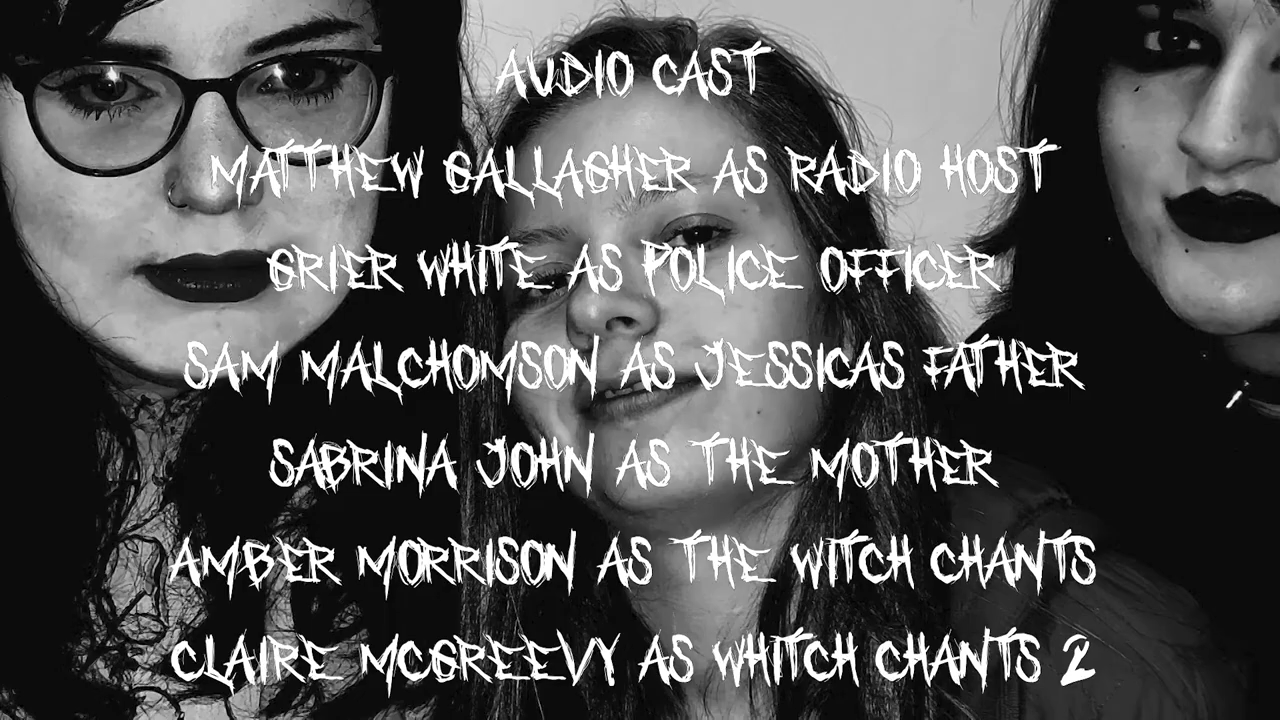 AUDIO CAST
MATTHEW GALLAGHER AS RADIO HOST
GRIER WHITE AS POLICE OFFICER
SAM MALCHOMSON AS JESSICAS FATHER
SABRINA JOHN AS THE MOTHER
AMBER MORRISON AS THE WITCH CHANTS
CLAIRE MCGREEVY AS WHITCH CHANTS 2